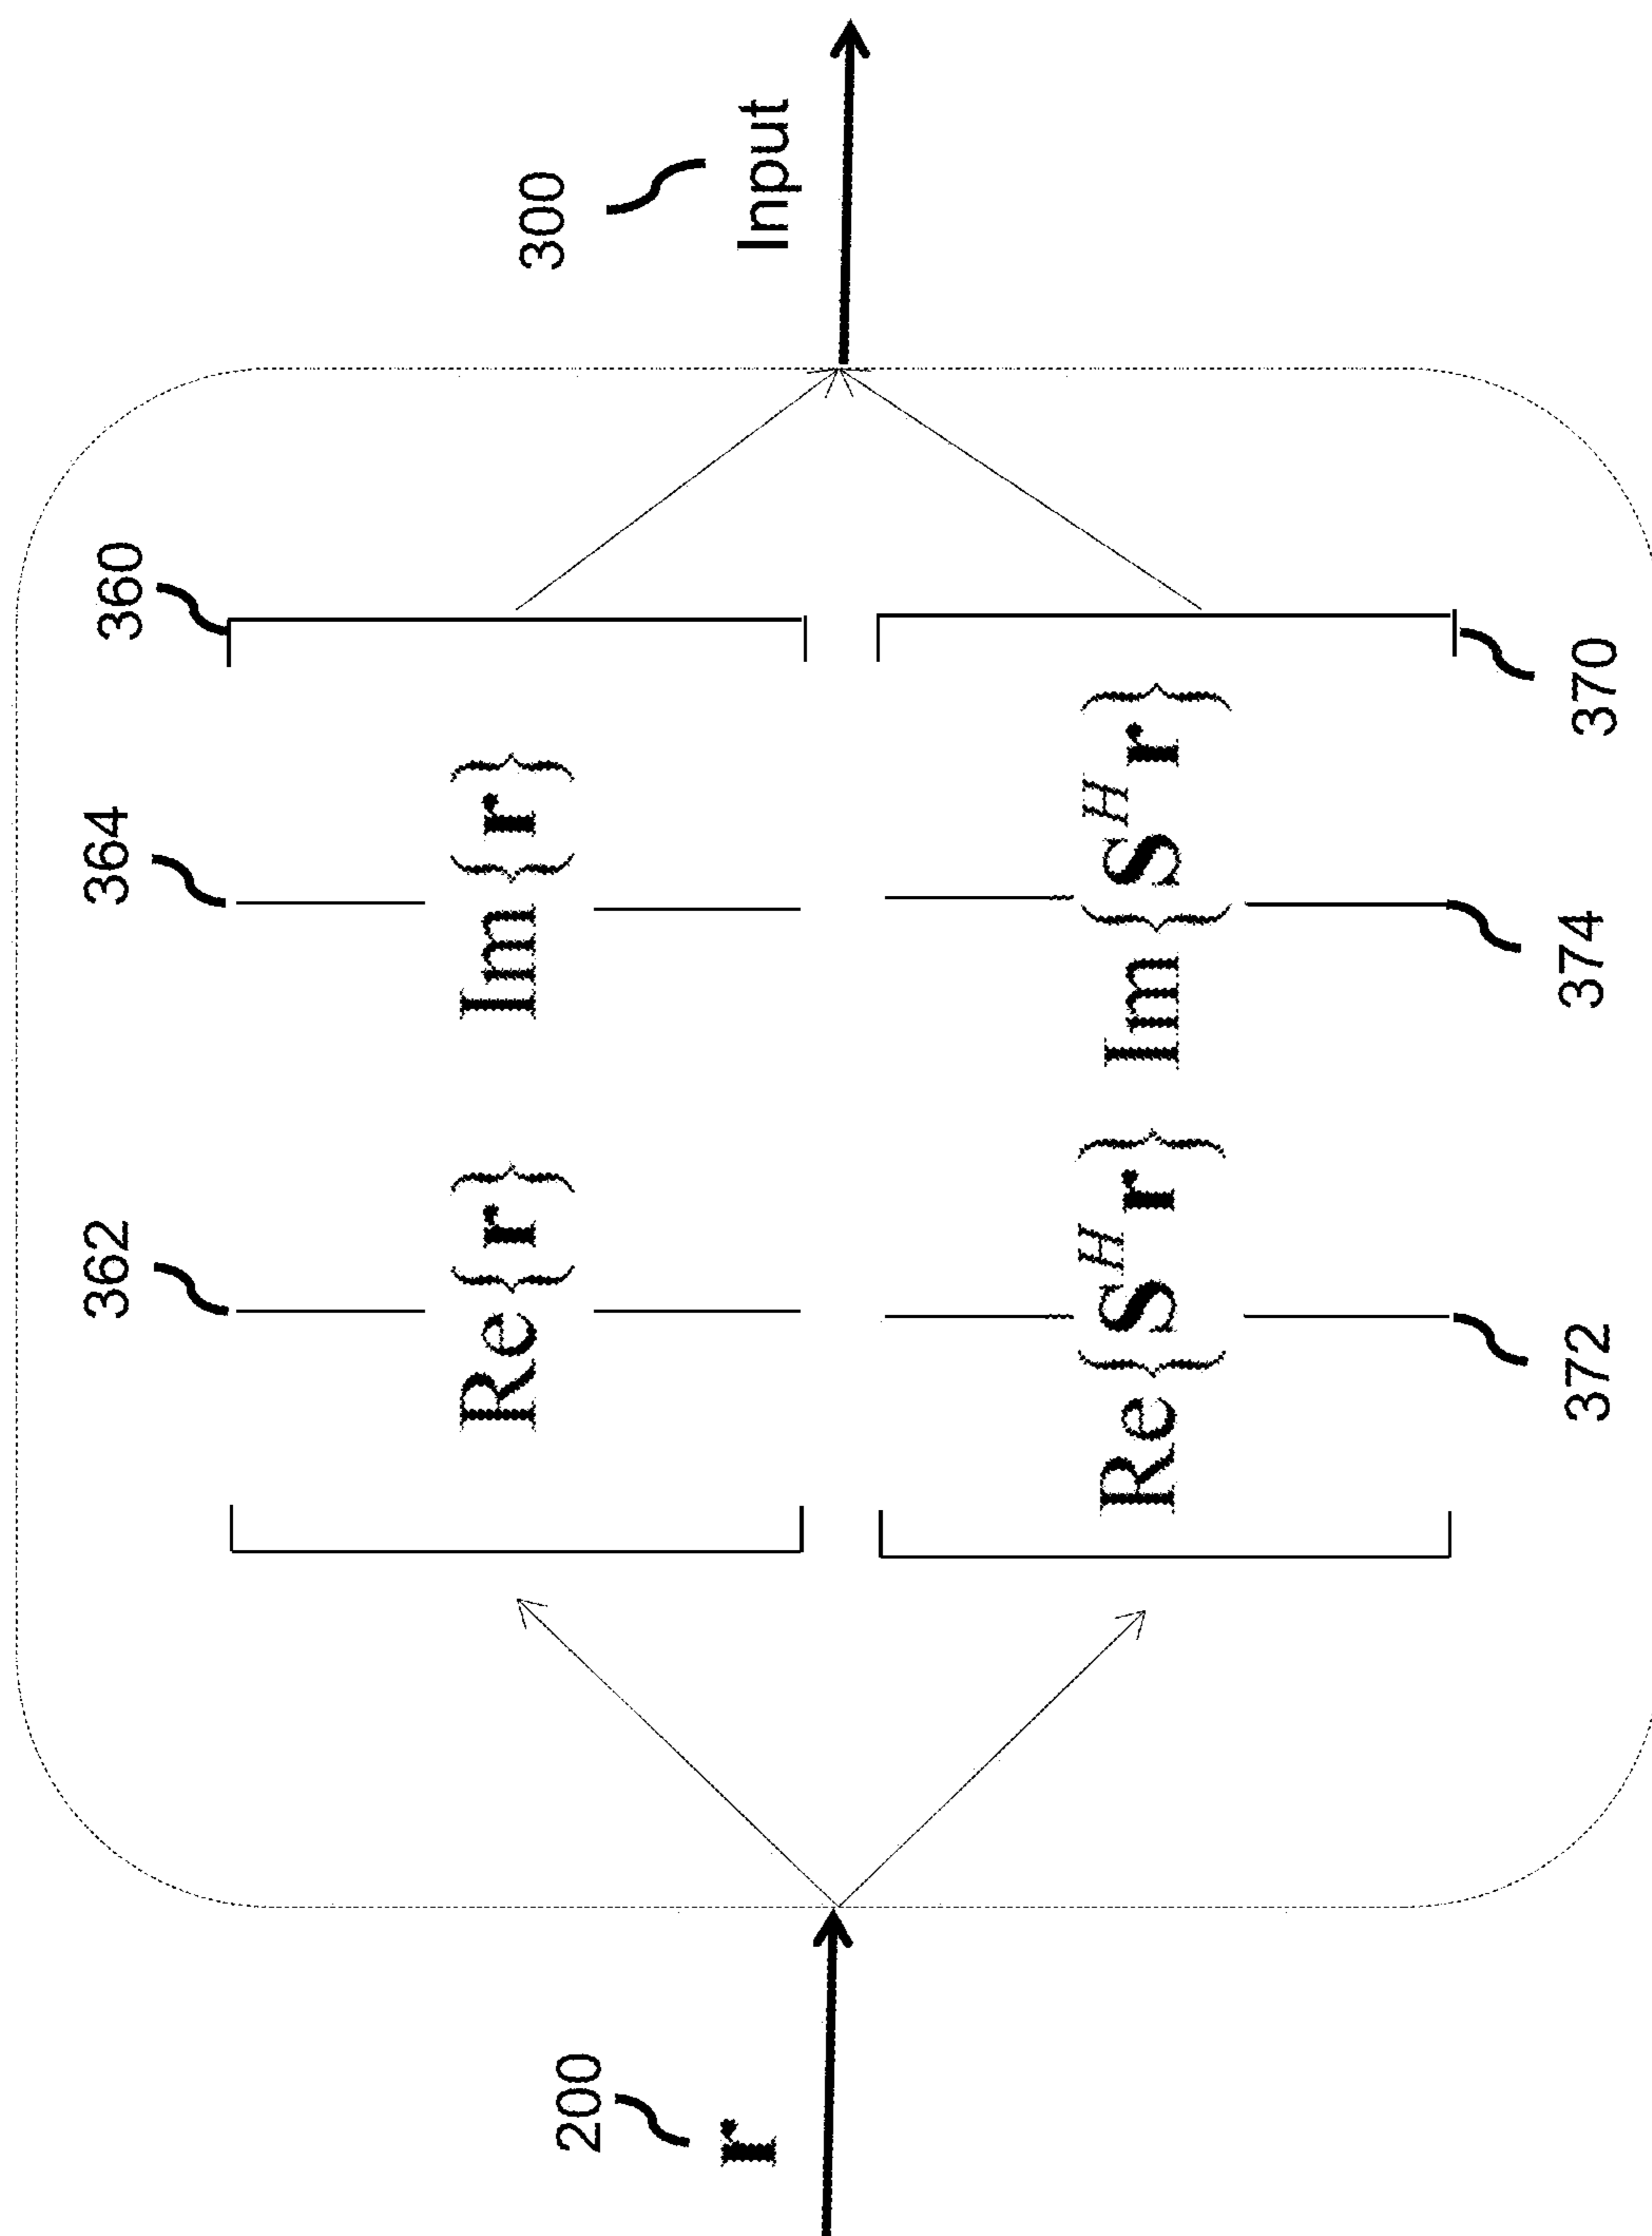 362
364
360
Re{r}
Im{r}
200
r
300
Input
Re{S^H r}
Im{S^H r}
372
374
370